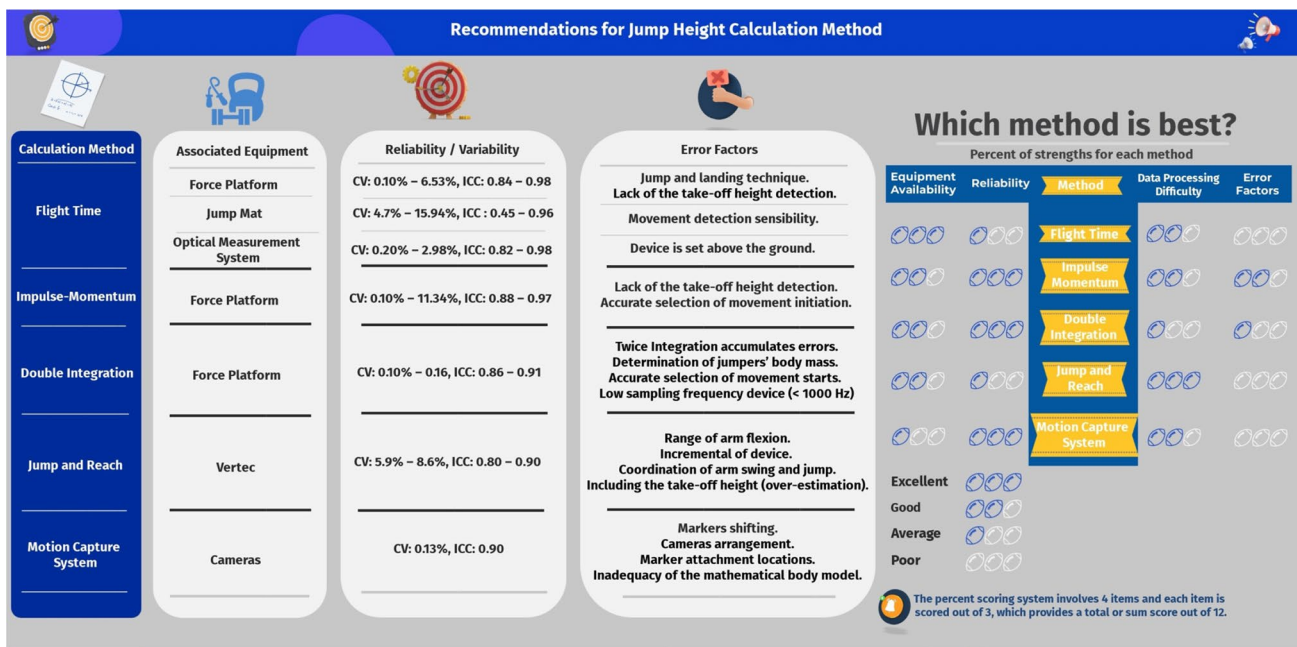 Recommendations for Jump Height Calculation Method
Calculation Method
Associated Equipment
Reliability / Variability
Error Factors
Flight Time
Force Platform
CV: 0.10% – 6.53%, ICC: 0.84 – 0.98
Jump and landing technique.
Lack of the take-off height detection.
Jump Mat
CV: 4.7% – 15.94%, ICC : 0.45 – 0.96
Movement detection sensibility.
Optical Measurement
System
CV: 0.20% – 2.98%, ICC: 0.82 – 0.98
Device is set above the ground.
Impulse-Momentum
Force Platform
CV: 0.10% – 11.34%, ICC: 0.88 – 0.97
Lack of the take-off height detection.
Accurate selection of movement initiation.
Double Integration
Force Platform
CV: 0.10% – 0.16, ICC: 0.86 – 0.91
Twice Integration accumulates errors.
Determination of jumpers' body mass.
Accurate selection of movement starts.
Low sampling frequency device (< 1000 Hz)
Jump and Reach
Vertec
CV: 5.9% – 8.6%, ICC: 0.80 – 0.90
Range of arm flexion.
Incremental of device.
Coordination of arm swing and jump.
Including the take-off height (over-estimation).
Motion Capture
System
Cameras
CV: 0.13%, ICC: 0.90
Markers shifting.
Cameras arrangement.
Marker attachment locations.
Inadequacy of the mathematical body model.
Which method is best?
Percent of strengths for each method
Equipment
Availability
Reliability
Method
Data Processing
Difficulty
Error
Factors
Flight Time
Impulse
Momentum
Double
Integration
Jump and
Reach
Motion Capture
System
Excellent
Good
Average
Poor
The percent scoring system involves 4 items and each item is
scored out of 3, which provides a total or sum score out of 12.